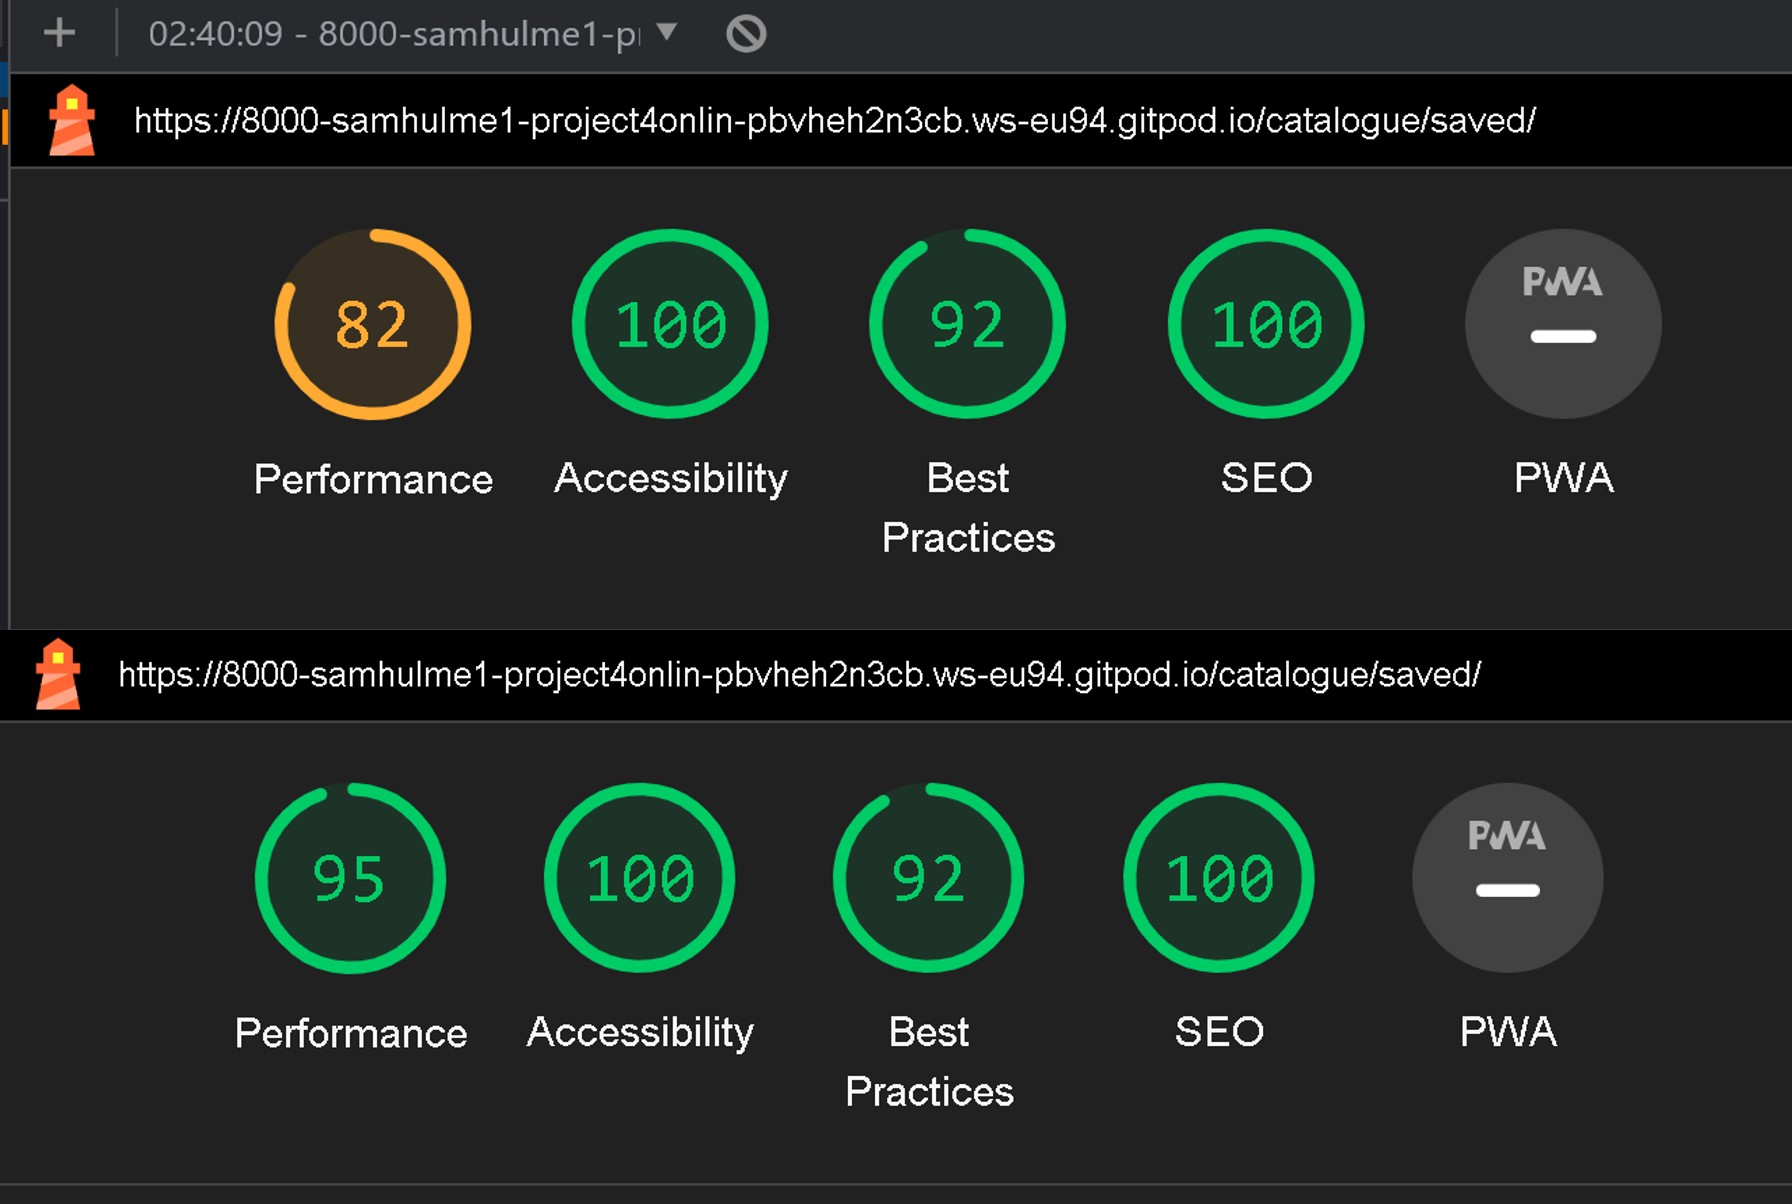 02:40:09 - 8000-samhulme1-p
https://8000-samhulme1-project4onlin-pbvheh2n3cb.ws-eu94.gitpod.io/catalogue/saved/
82 100 92 100 PWA
Performance Accessibility Best Practices SEO PWA
https://8000-samhulme1-project4onlin-pbvheh2n3cb.ws-eu94.gitpod.io/catalogue/saved/
95 100 92 100 PWA
Performance Accessibility Best Practices SEO PWA